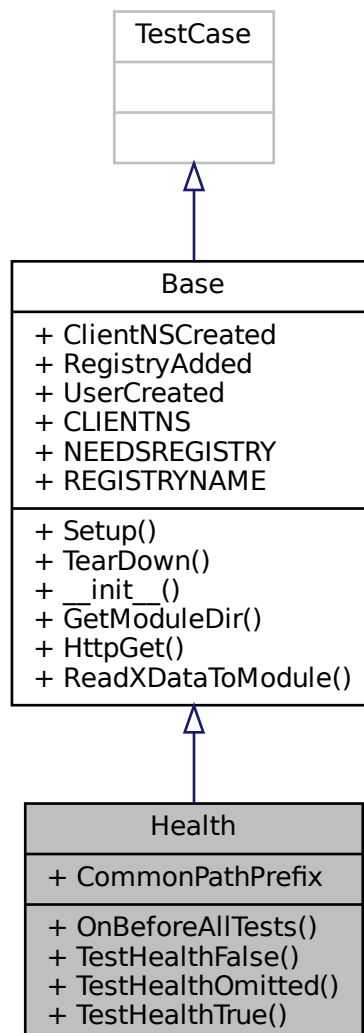 TestCase
Base
+ ClientNSCreated
+ RegistryAdded
+ UserCreated
+ CLIENTNS
+ NEEDSREGISTRY
+ REGISTRYNAME
+ Setup()
+ TearDown()
+ __init__()
+ GetModuleDir()
+ HttpGet()
+ ReadXDataToModule()
Health
+ CommonPathPrefix
+ OnBeforeAllTests()
+ TestHealthFalse()
+ TestHealthOmitted()
+ TestHealthTrue()